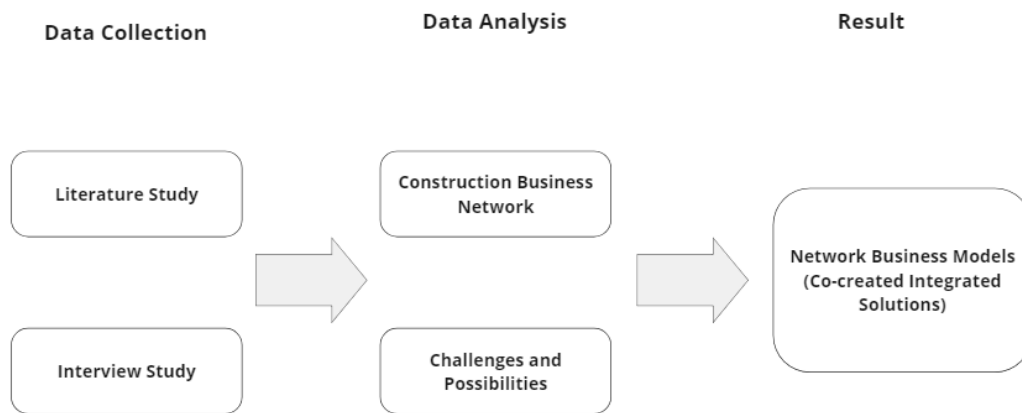 Data Collection
Data Analysis
Result
Literature Study
Construction Business
Network
Network Business Models
(Co-created Integrated
Solutions)
Interview Study
Challenges and
Possibilities